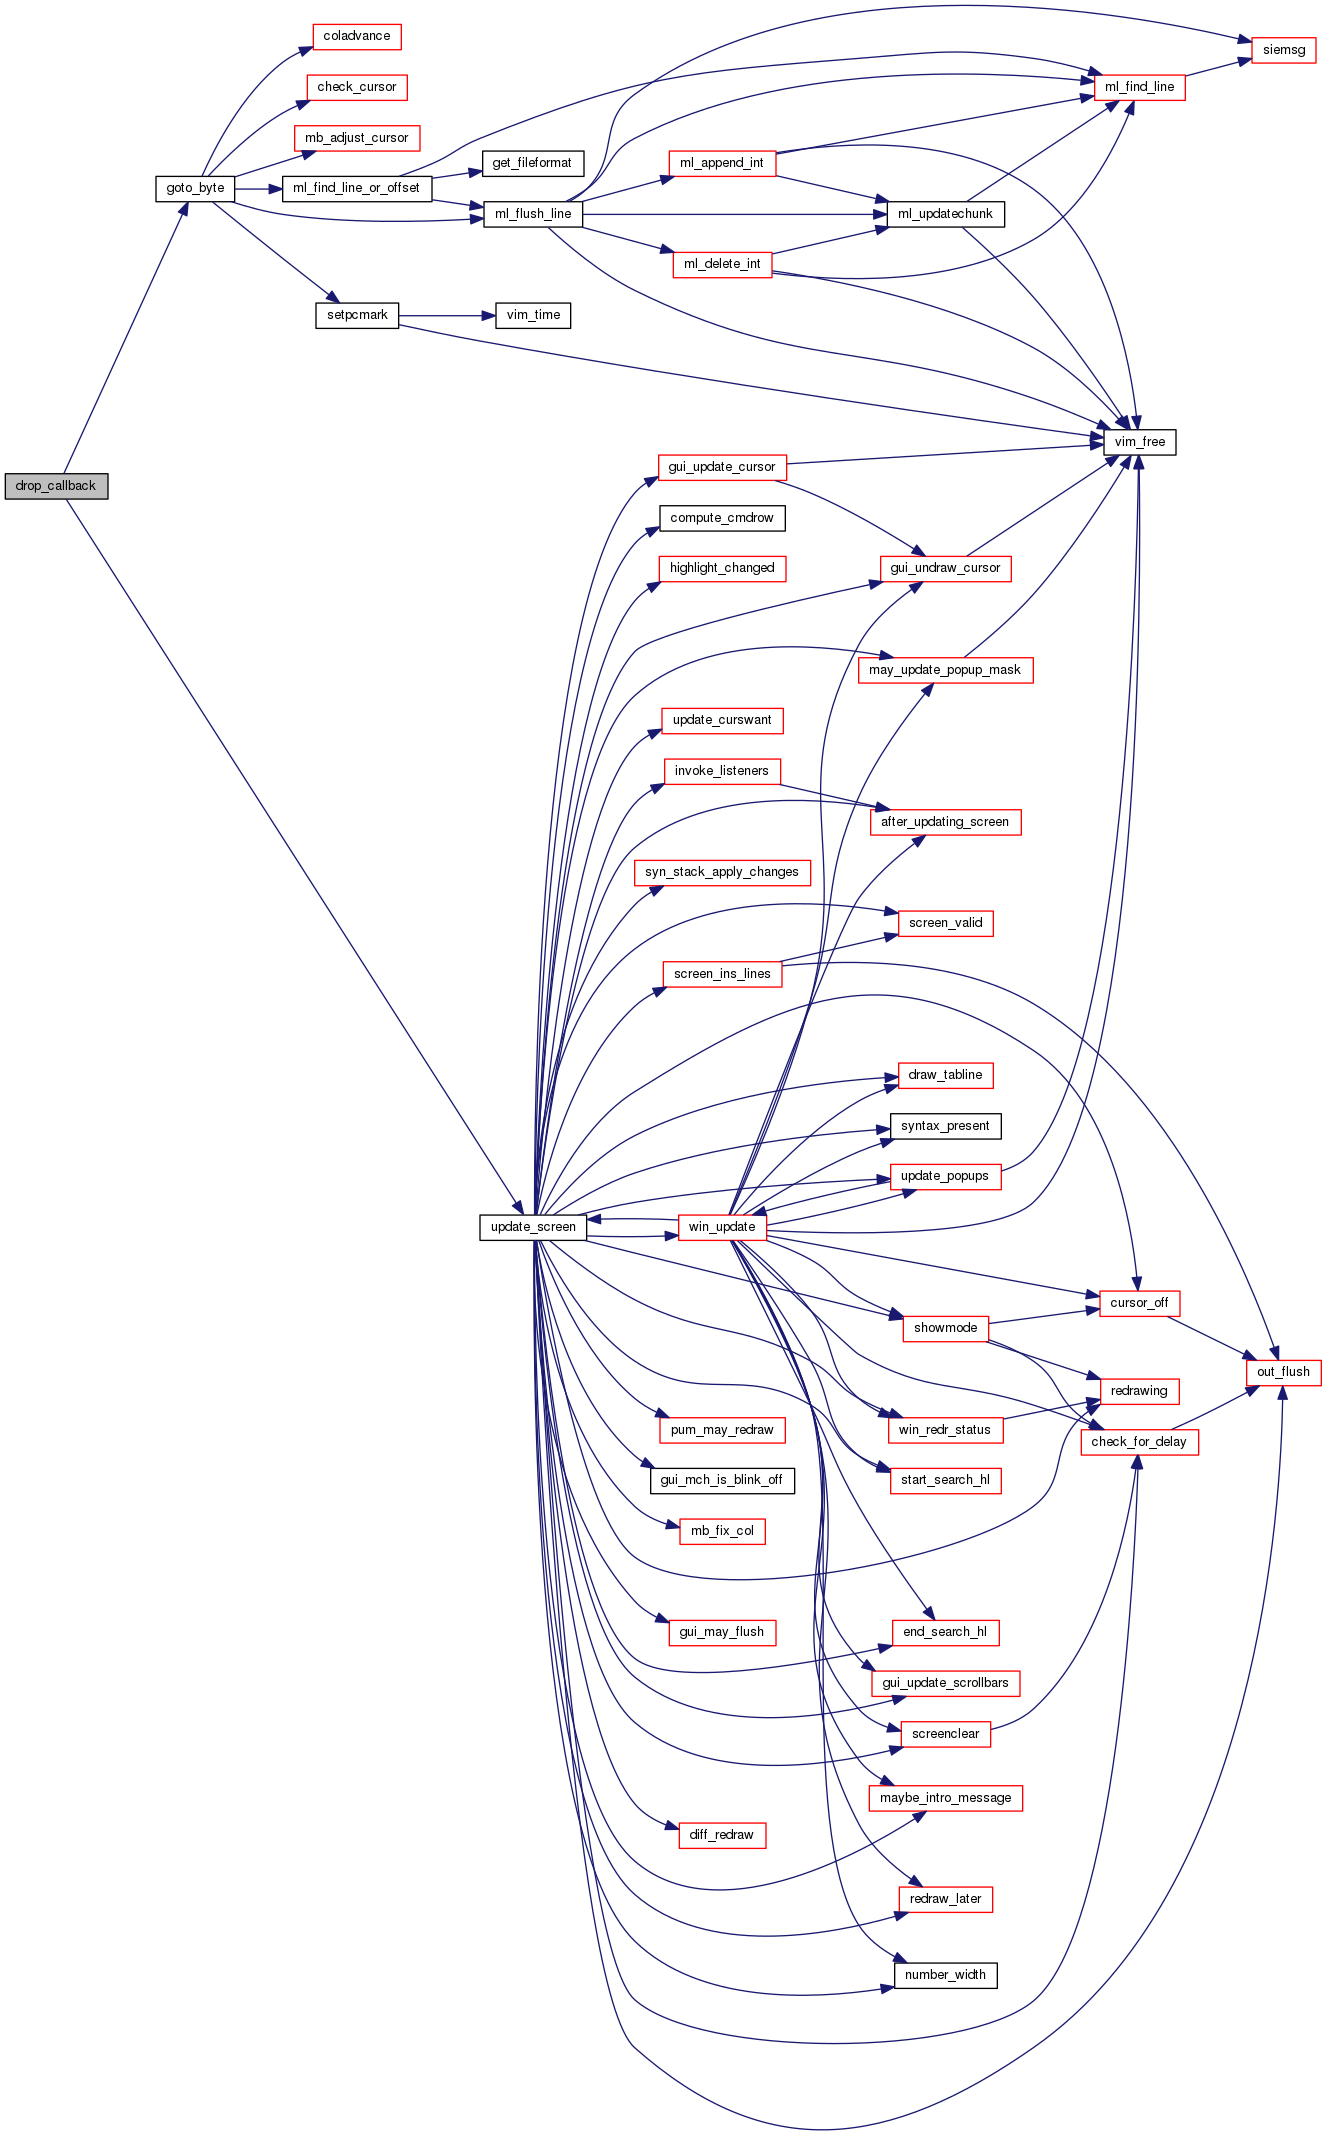 coladvance
siemsg
check_cursor
ml_find_line
mb_adjust_cursor
ml_append_int
get_fileformat
goto_byte
ml_find_line_or_offset
ml_flush_line
ml_updatechunk
ml_delete_int
setpcmark
vim_time
vim_free
gui_update_cursor
drop_callback
compute_cmdrow
highlight_changed
gui_undraw_cursor
may_update_popup_mask
update_curswant
invoke_listeners
after_updating_screen
syn_stack_apply_changes
screen_valid
screen_ins_lines
draw_tabline
syntax_present
update_popups
update_screen
win_update
cursor_off
showmode
out_flush
redrawing
pum_may_redraw
win_redr_status
check_for_delay
gui_mch_is_blink_off
start_search_hl
mb_fix_col
gui_may_flush
end_search_hl
gui_update_scrollbars
screenclear
maybe_intro_message
diff_redraw
redraw_later
number_width